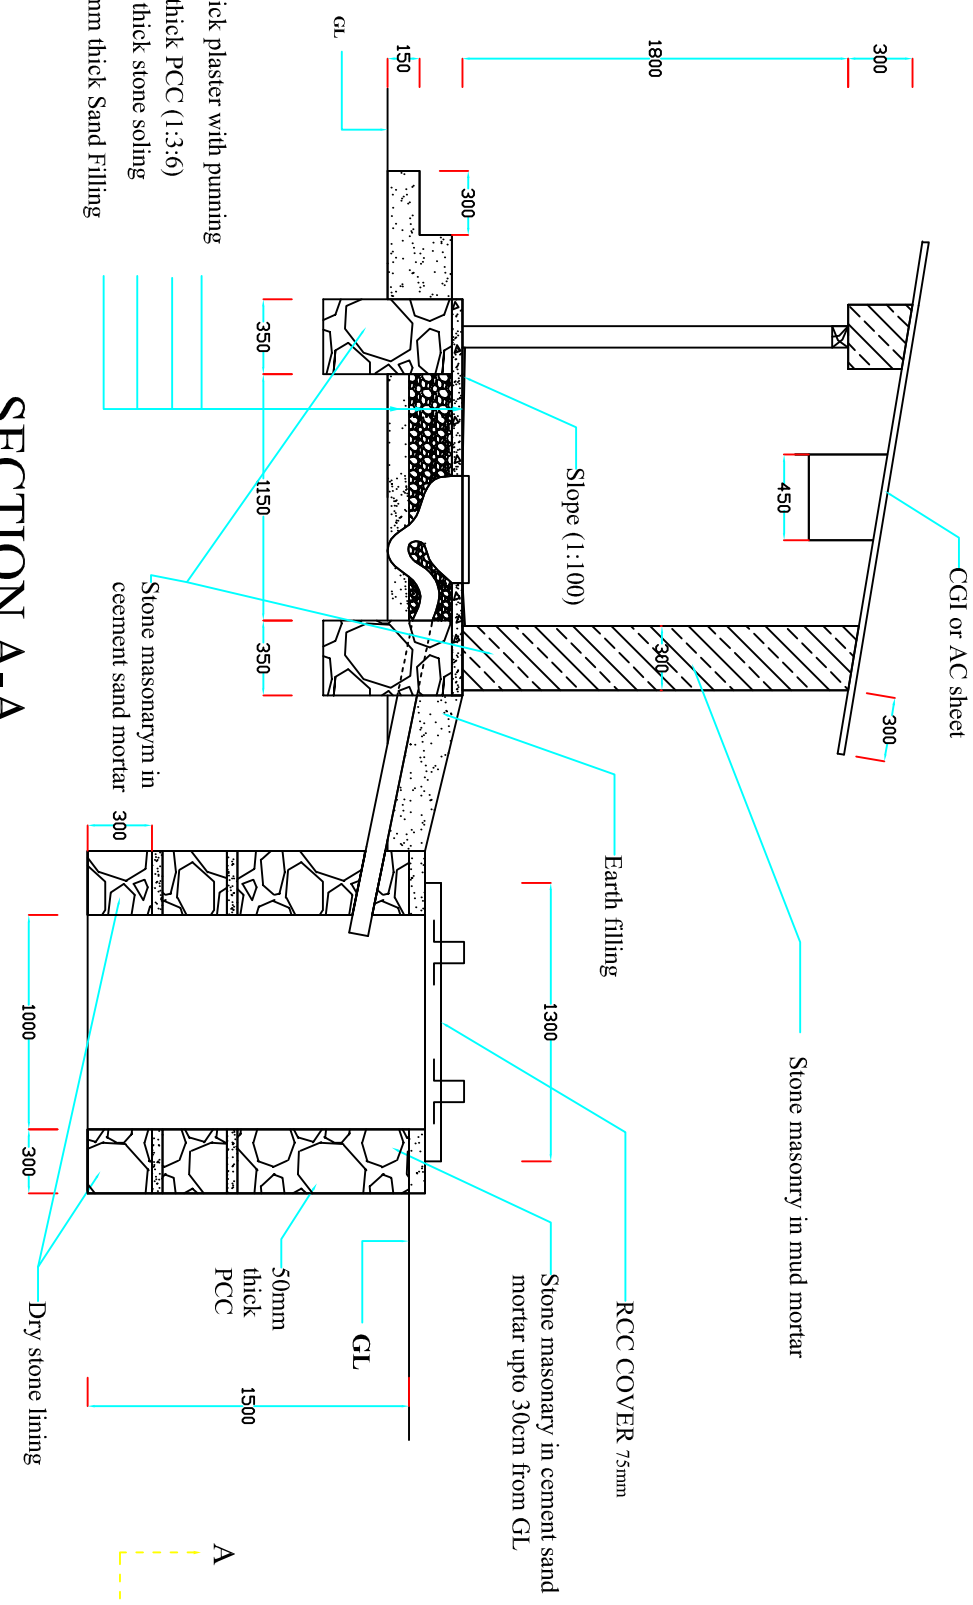 300
1800
150
GL
300
CGI or AC sheet
450
300
300
Slope (1:100)
Stone masonry in mud mortar
Earth filling
350
1150
350
ick plaster with punning
thick PCC (1:3:6)
thick stone soling
mm thick Sand Filling
Stone masonarym in
ceement sand mortar
300
1300
1000
300
RCC COVER 75mm
Stone masonary in cement sand
mortar upto 30cm from GL
50mm
thick
PCC
GL
1500
Dry stone lining
SECTION A-A
A